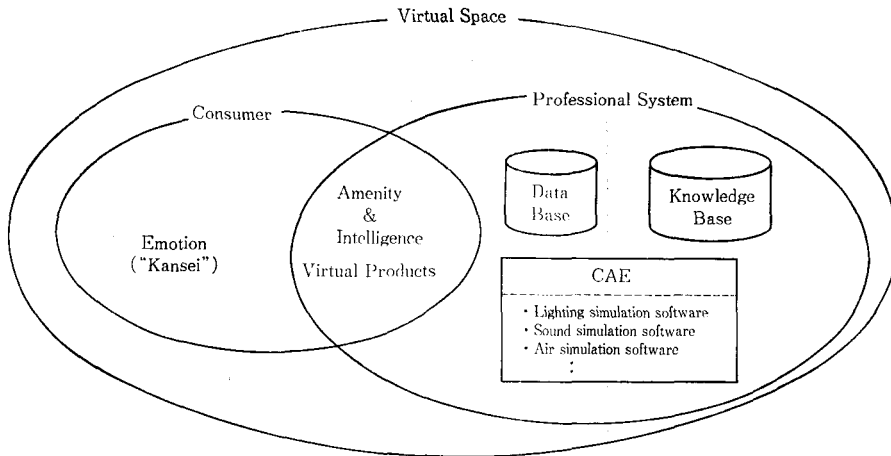 Virtual Space
Consumer
Professional System
Emotion
("Kansei")
Amenity
&
Intelligence
Virtual Products
Data
Base
Knowledge
Base
CAE
・Lighting simulation software
・Sound simulation software
・Air simulation software
: